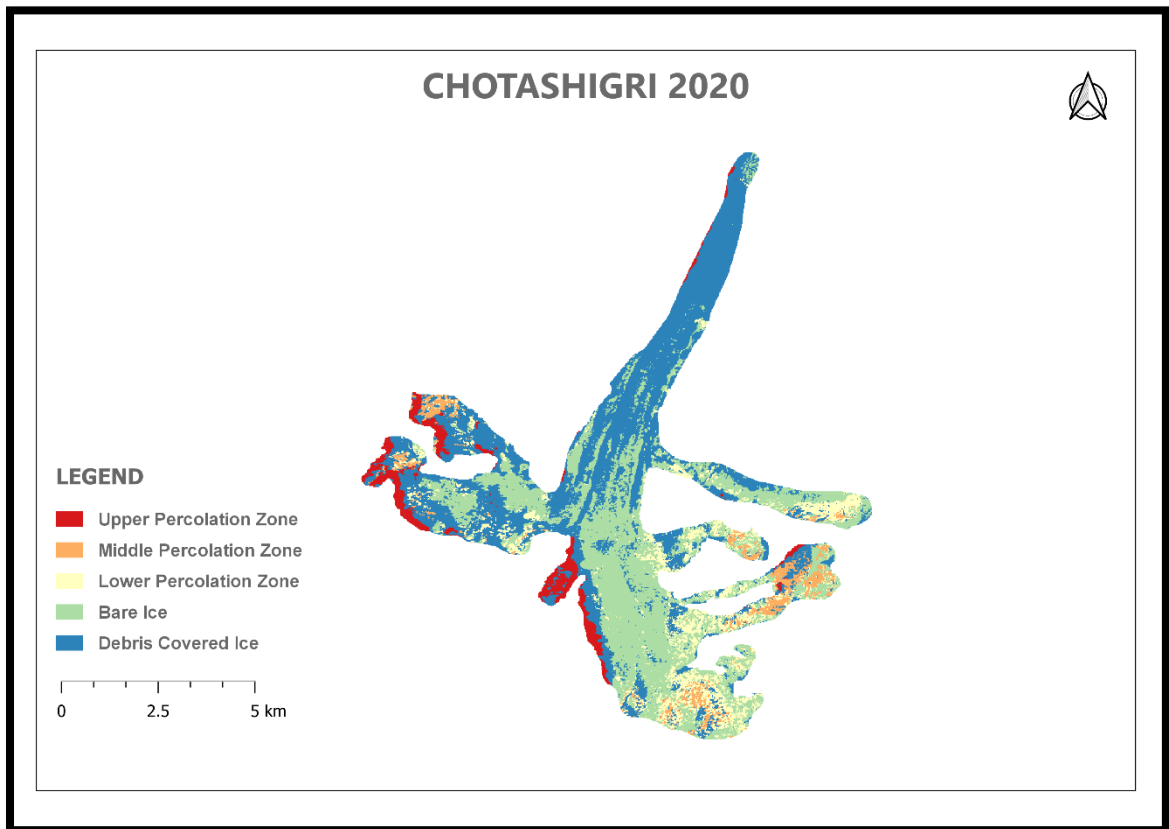 CHOTASHIGRI 2020
LEGEND
Upper Percolation Zone
Middle Percolation Zone
Lower Percolation Zone
Bare Ice
Debris Covered Ice
0 2.5 5 km